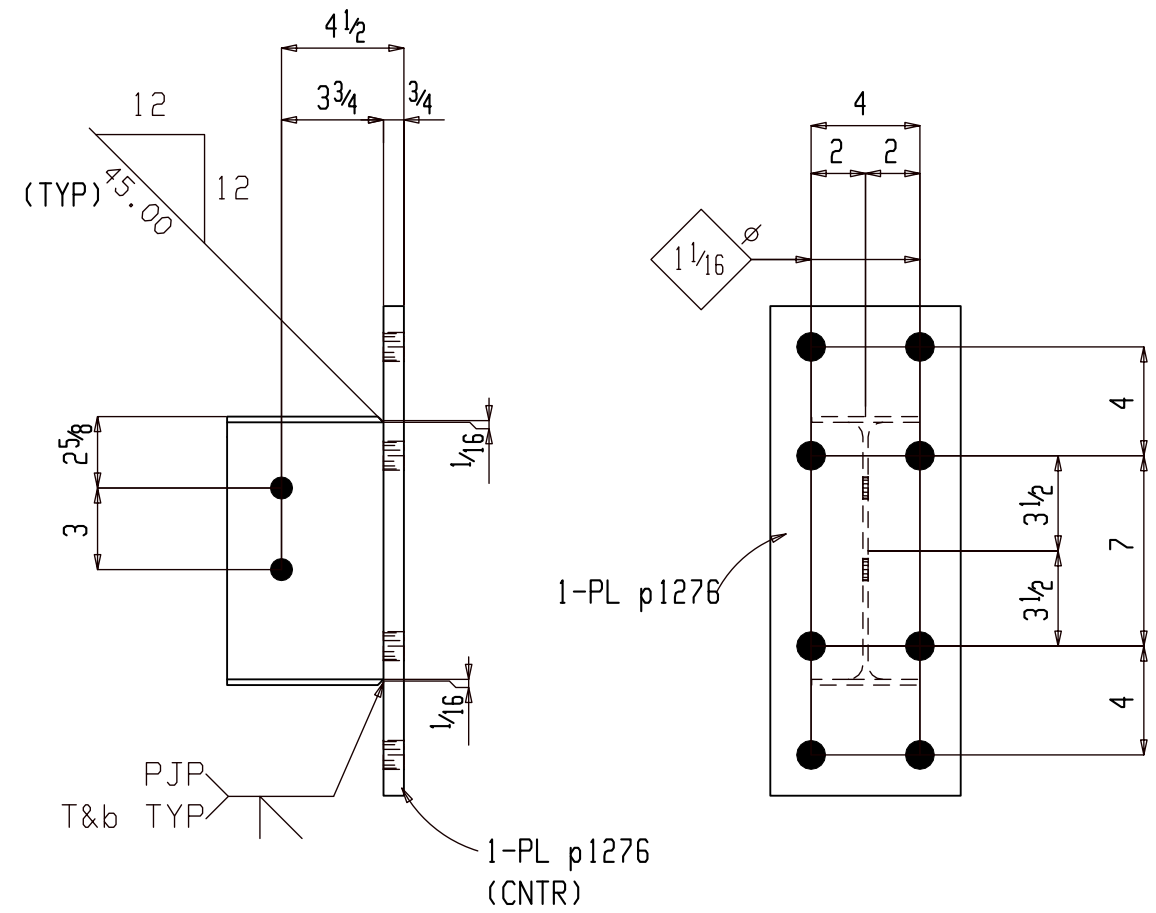 4 1/2
3 3/4
3/4
12
12
(TYP)
45.00
2 5/8
3
1/16
1/16
PJP
T&b TYP
1-PL p1276
(CNTR)
4
2
2
1 1/16
Ø
4
3 1/2
7
3 1/2
4
1-PL p1276